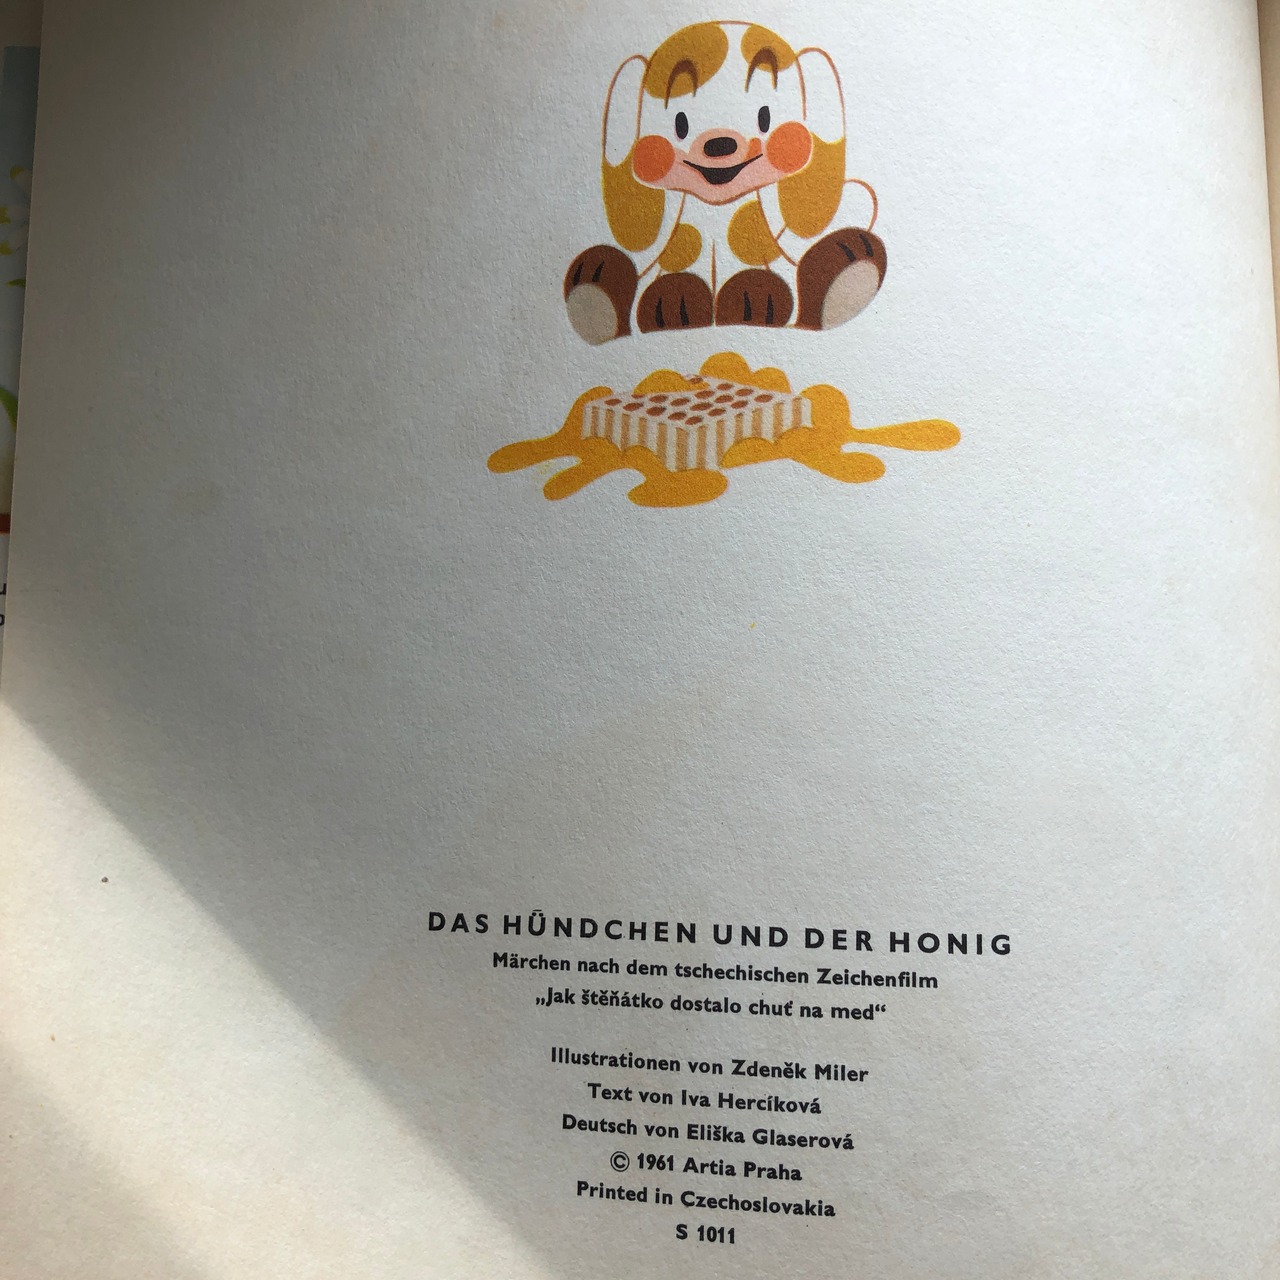 DAS HÜNDCHEN UND DER HONIG
Märchen nach dem tschechischen Zeichenfilm
„Jak štěňátko dostalo chuť na med“
Illustrationen von Zdeněk Miler
Text von Iva Hercíková
Deutsch von Eliška Glaserová
© 1961 Artia Praha
Printed in Czechoslovakia
S 1011